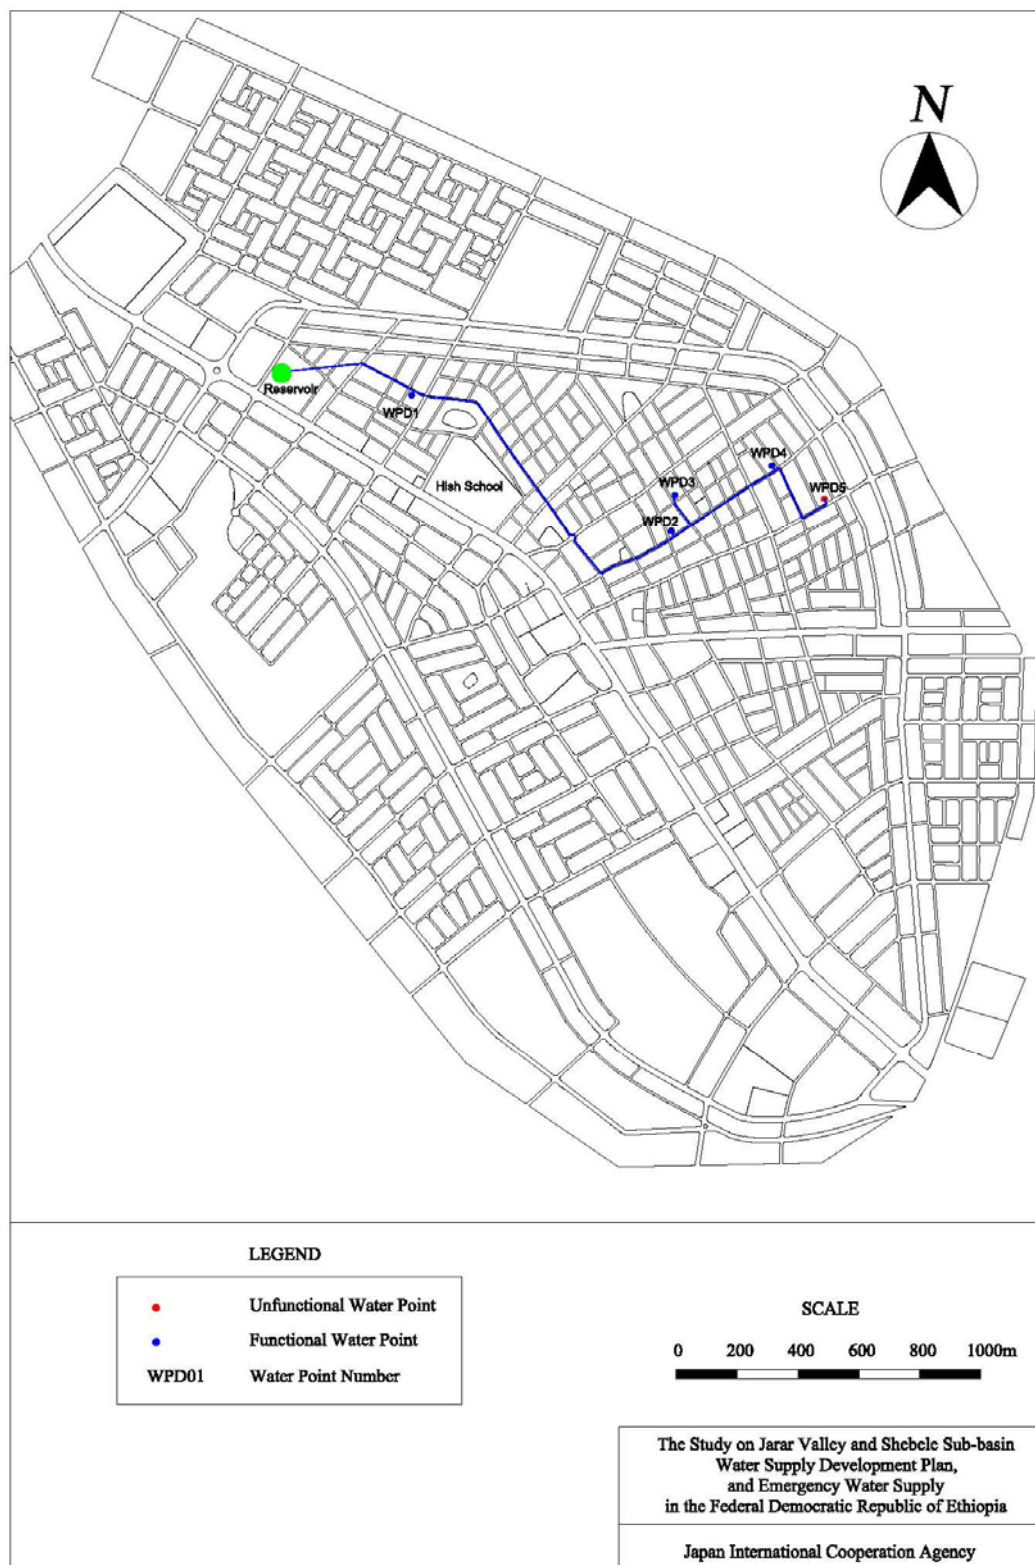 N
Reservoir
WPD1
High School
WPD4
WPD3
WPD5
WPD2
LEGEND
Unfunctional Water Point
Functional Water Point
WPD01 Water Point Number
SCALE
0 200 400 600 800 1000m
The Study on Jarar Valley and Shebele Sub-basin
Water Supply Development Plan,
and Emergency Water Supply
in the Federal Democratic Republic of Ethiopia
Japan International Cooperation Agency